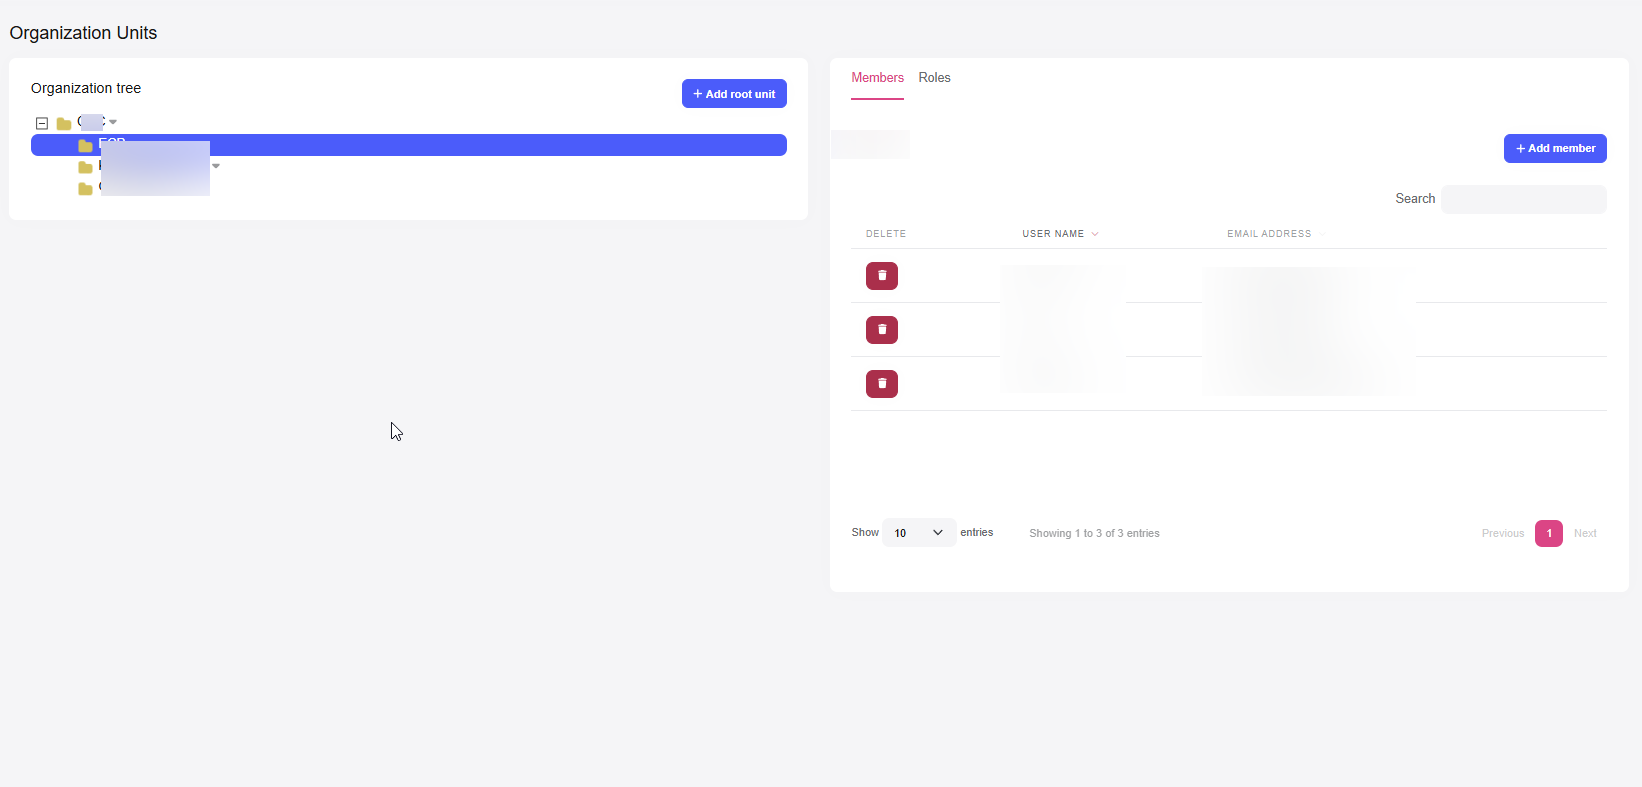 Organization Units
Organization tree
+ Add root unit
Members Roles
+ Add member
Search
DELETE USER NAME EMAIL ADDRESS
Show 10 entries Showing 1 to 3 of 3 entries Previous 1 Next